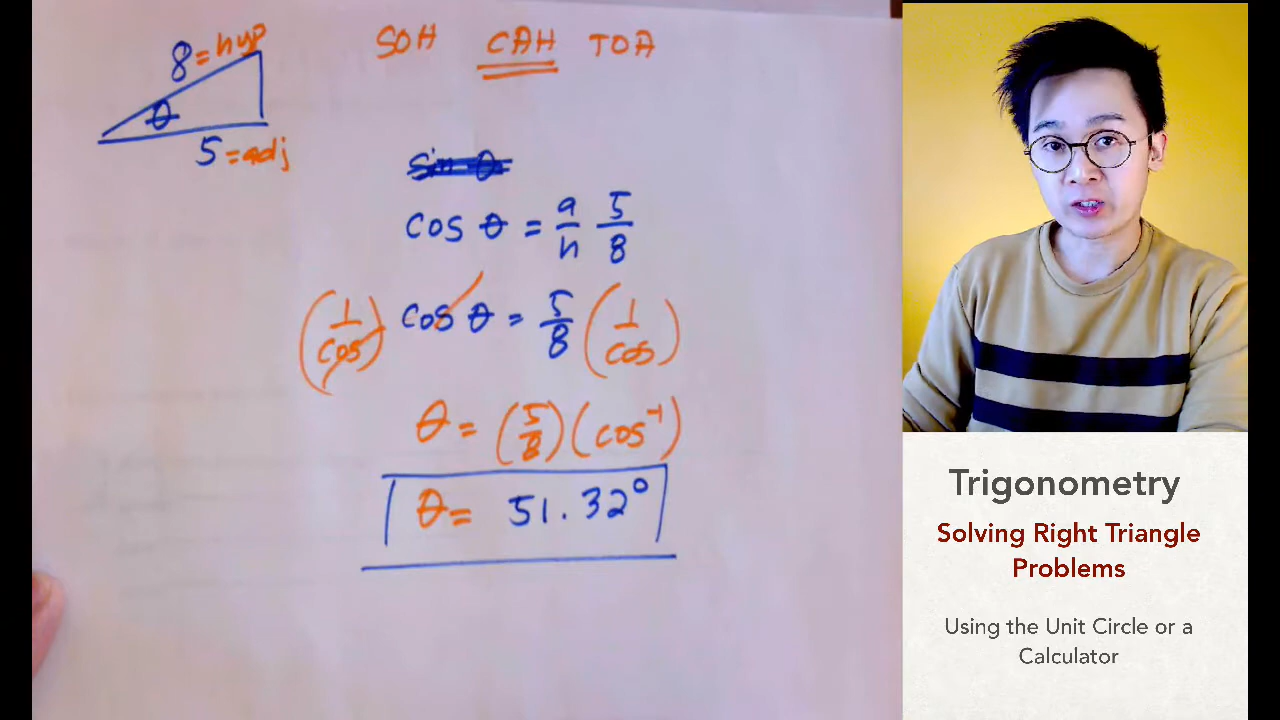 8 = hyp
θ
5 = adj
SOH CAH TOA
sin θ
cos θ = a/h 5/8
(1/cos) cos θ = 5/8 (1/cos)
θ = (5/8)(cos⁻¹)
θ = 51.32°
Trigonometry
Solving Right Triangle
Problems
Using the Unit Circle or a
Calculator